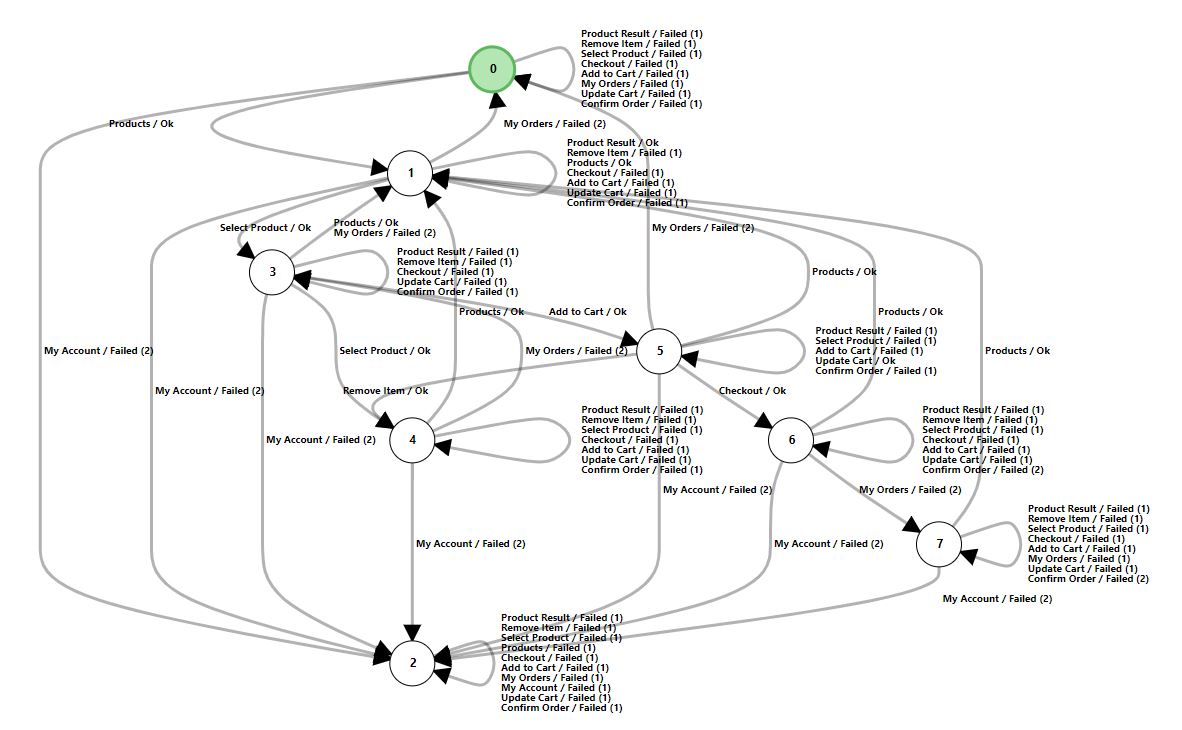 0
Product Result / Failed (1)
Remove Item / Failed (1)
Select Product / Failed (1)
Checkout / Failed (1)
Add to Cart / Failed (1)
My Orders / Failed (1)
Update Cart / Failed (1)
Confirm Order / Failed (1)
Products / Ok
My Orders / Failed (2)
1
Product Result / Ok
Remove Item / Failed (1)
Products / Ok
Checkout / Failed (1)
Add to Cart / Failed (1)
Update Cart / Failed (1)
Confirm Order / Failed (1)
Select Product / Ok
Products / Ok
My Orders / Failed (2)
My Orders / Failed (2)
3
Product Result / Failed (1)
Remove Item / Failed (1)
Checkout / Failed (1)
Update Cart / Failed (1)
Confirm Order / Failed (1)
Products / Ok
Products / Ok
Add to Cart / Ok
Products / Ok
My Account / Failed (2)
Select Product / Ok
My Orders / Failed (2)
5
Product Result / Failed (1)
Select Product / Failed (1)
Add to Cart / Failed (1)
Update Cart / Ok
Confirm Order / Failed (1)
Products / Ok
My Account / Failed (2)
Remove Item / Ok
Checkout / Ok
My Account / Failed (2)
4
Product Result / Failed (1)
Remove Item / Failed (1)
Select Product / Failed (1)
Checkout / Failed (1)
Add to Cart / Failed (1)
Update Cart / Failed (1)
Confirm Order / Failed (1)
6
Product Result / Failed (1)
Remove Item / Failed (1)
Select Product / Failed (1)
Checkout / Failed (1)
Add to Cart / Failed (1)
Update Cart / Failed (1)
Confirm Order / Failed (2)
My Account / Failed (2)
My Orders / Failed (2)
My Account / Failed (2)
My Account / Failed (2)
7
Product Result / Failed (1)
Remove Item / Failed (1)
Select Product / Failed (1)
Checkout / Failed (1)
Add to Cart / Failed (1)
My Orders / Failed (1)
Update Cart / Failed (1)
Confirm Order / Failed (2)
My Account / Failed (2)
2
Product Result / Failed (1)
Remove Item / Failed (1)
Select Product / Failed (1)
Products / Failed (1)
Checkout / Failed (1)
Add to Cart / Failed (1)
My Orders / Failed (1)
My Account / Failed (1)
Update Cart / Failed (1)
Confirm Order / Failed (1)